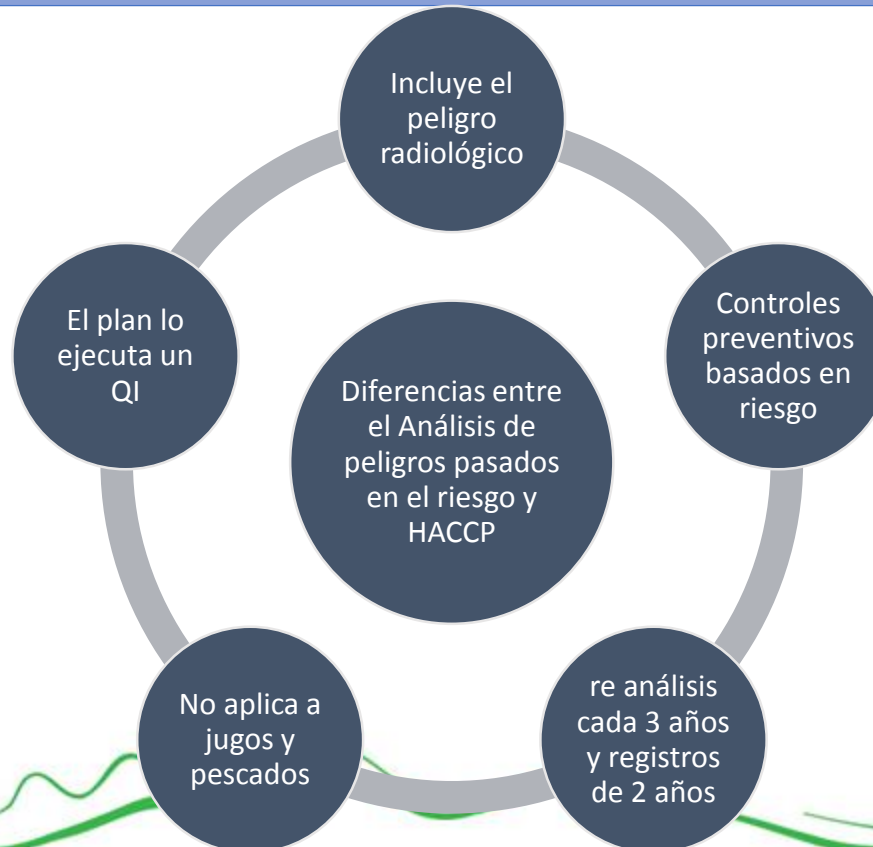 Incluye el
peligro
radiológico
Controles
preventivos
basados en
riesgo
re análisis
cada 3 años
y registros
de 2 años
No aplica a
jugos y
pescados
El plan lo
ejecuta un
QI
Diferencias entre
el Análisis de
peligros pasados
en el riesgo y
HACCP